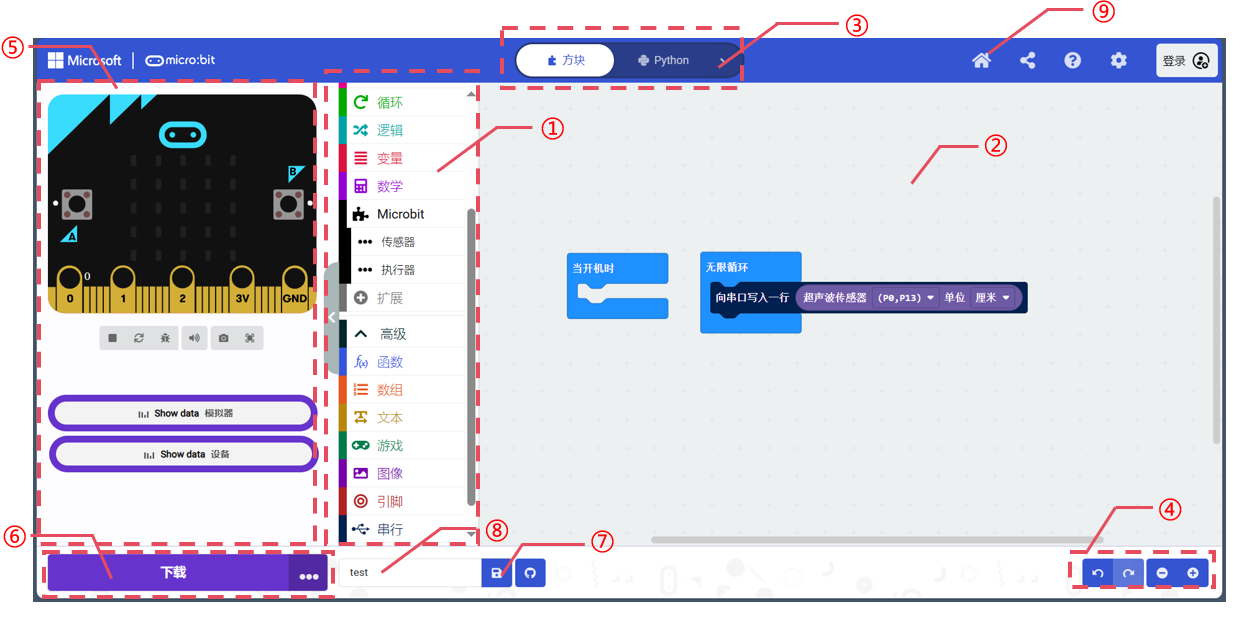 ⑨
③
⑤
Microsoft
micro:bit
方块
Python
登录
①
②
循环
逻辑
变量
数学
Microbit
传感器
执行器
扩展
高级
函数
数组
文本
游戏
图像
引脚
串行
B
A
0
0
1
2
3V
GND
Show data 模拟器
Show data 设备
当开机时
无限循环
向串口写入一行 超声波传感器 (P0,P13) 单位 厘米
④
⑥
⑧
⑦
下载
test